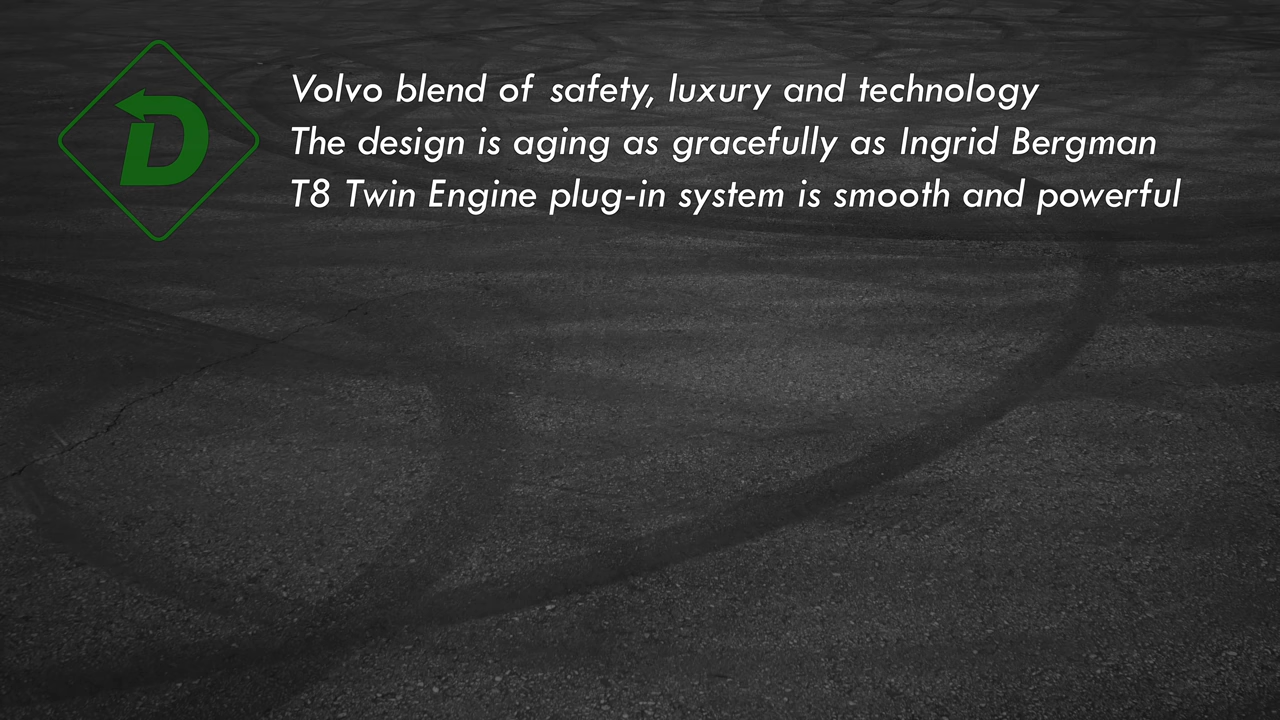 D
Volvo blend of safety, luxury and technology
The design is aging as gracefully as Ingrid Bergman
T8 Twin Engine plug-in system is smooth and powerful